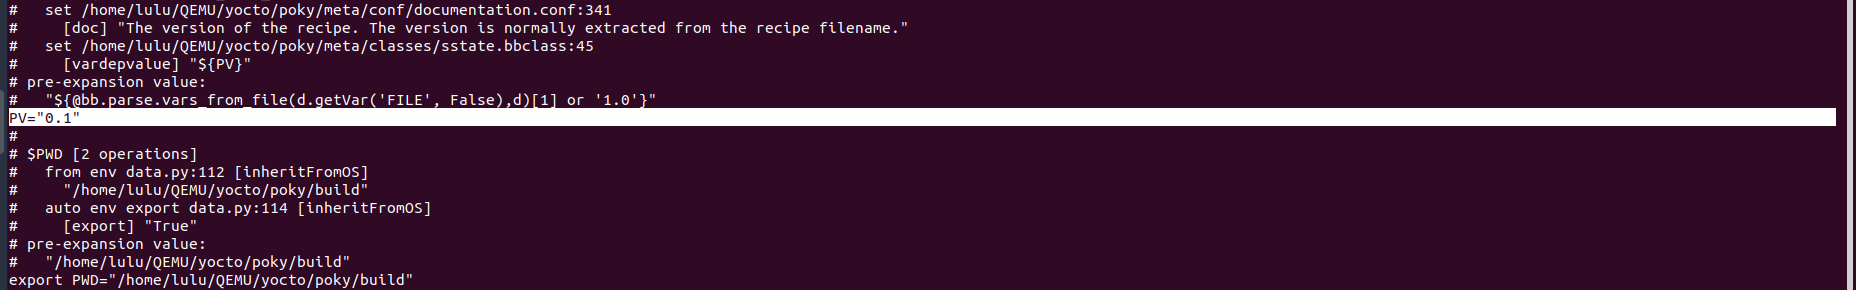 #   set /home/lulu/QEMU/yocto/poky/meta/conf/documentation.conf:341
#     [doc] "The version of the recipe. The version is normally extracted from the recipe filename."
#   set /home/lulu/QEMU/yocto/poky/meta/classes/sstate.bbclass:45
#     [vardepvalue] "${PV}"
# pre-expansion value:
#   "${@bb.parse.vars_from_file(d.getVar('FILE', False),d)[1] or '1.0'}"
PV="0.1"
#
# $PWD [2 operations]
#   from env data.py:112 [inheritFromOS]
#     "/home/lulu/QEMU/yocto/poky/build"
#   auto env export data.py:114 [inheritFromOS]
#     [export] "True"
# pre-expansion value:
#   "/home/lulu/QEMU/yocto/poky/build"
export PWD="/home/lulu/QEMU/yocto/poky/build"